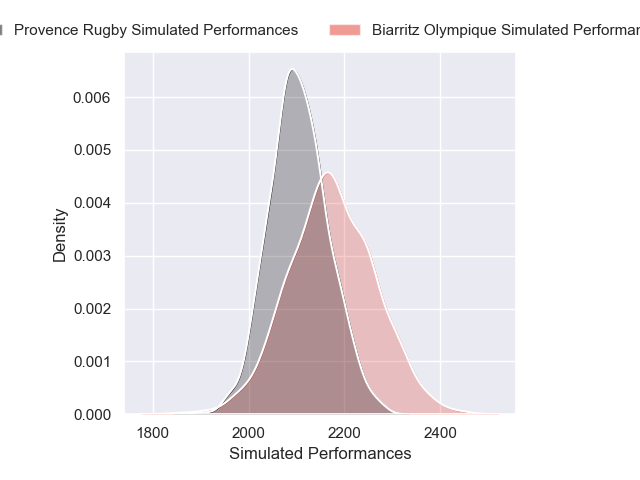 Provence Rugby Simulated Performances
Biarritz Olympique Simulated Performan
0.006
0.005
0.004
0.003
0.002
0.001
0.000
Density
1800 2000 2200 2400
Simulated Performances